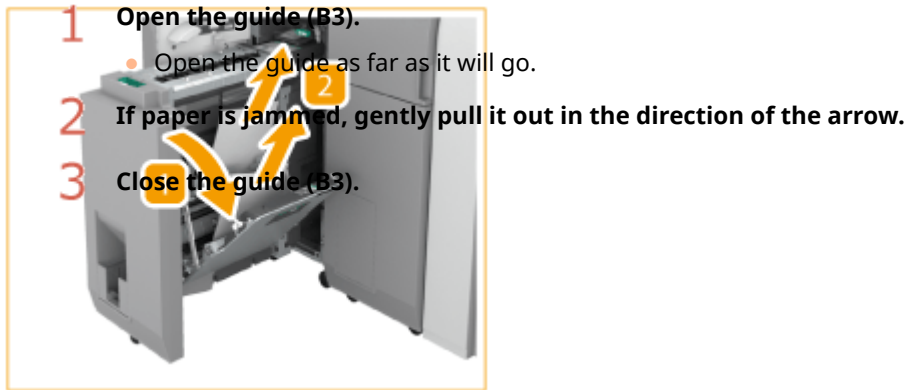 1 Open the guide (B3).
• Open the guide as far as it will go.
2
2 If paper is jammed, gently pull it out in the direction of the arrow.
3 Close the guide (B3).
1